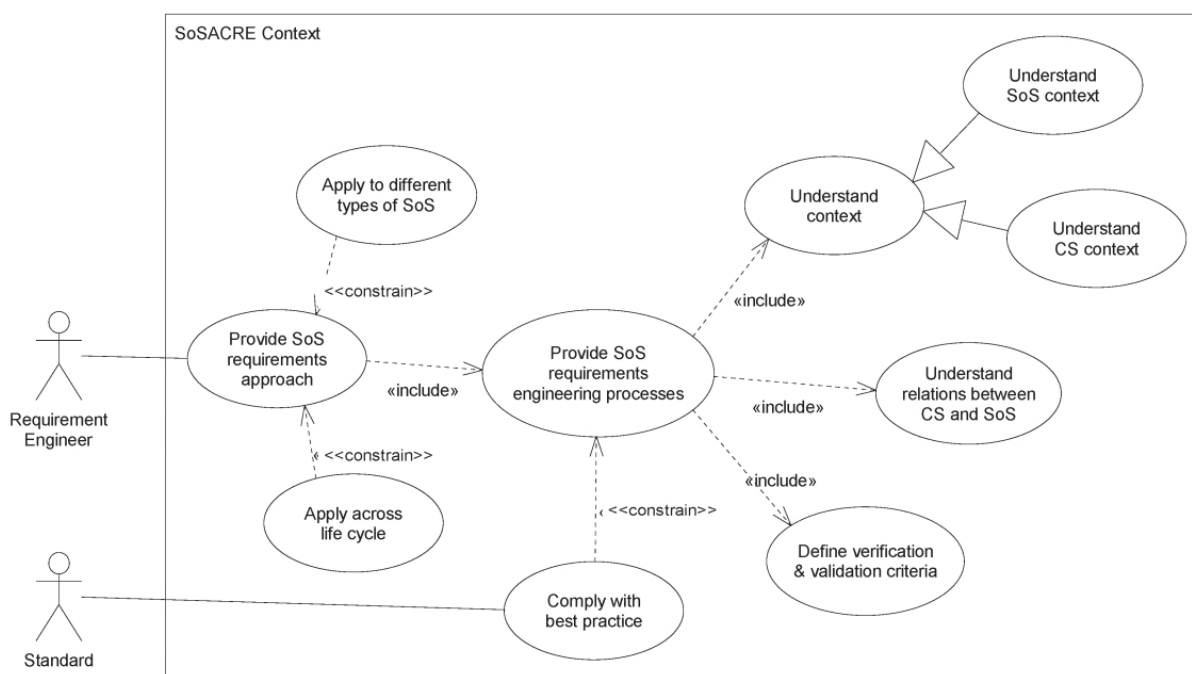 SoSACRE Context
Understand
SoS context
Apply to different
types of SoS
Understand
context
Understand
CS context
<<constrain>>
«include»
Provide SoS
requirements
approach
Provide SoS
requirements
engineering processes
«include»
Understand
relations between
CS and SoS
«include»
Requirement
Engineer
<<constrain>>
«include»
Apply across
life cycle
<<constrain>>
Define verification
& validation criteria
Comply with
best practice
Standard